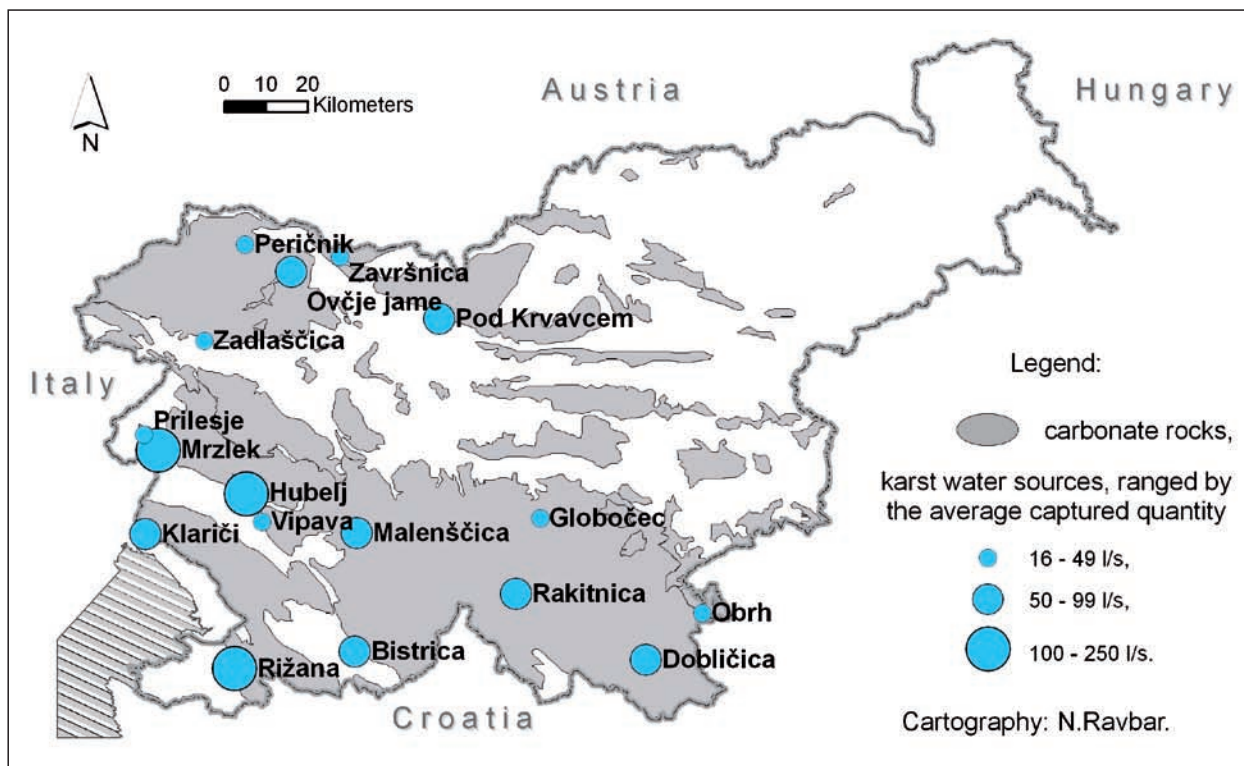 0 10 20
Kilometers
N
Austria
Hungary
Italy
Croatia
Peričnik
Završnica
Ovčje jame
Pod Krvavcem
Zadlaščica
Prilesje
Mrzlek
Hubelj
Vipava
Klariči
Malenščica
Globočec
Rakitnica
Obrh
Dobličica
Bistrica
Rižana
Legend:
carbonate rocks,
karst water sources, ranged by
the average captured quantity
16 - 49 l/s,
50 - 99 l/s,
100 - 250 l/s.
Cartography: N.Ravbar.